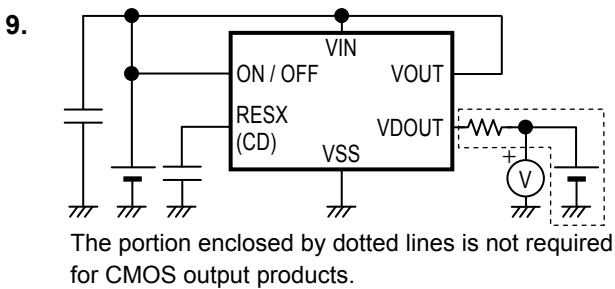 9.
VIN
ON / OFF
VOUT
RESX
(CD)
VDOUT
VSS
+
V
The portion enclosed by dotted lines is not required
for CMOS output products.